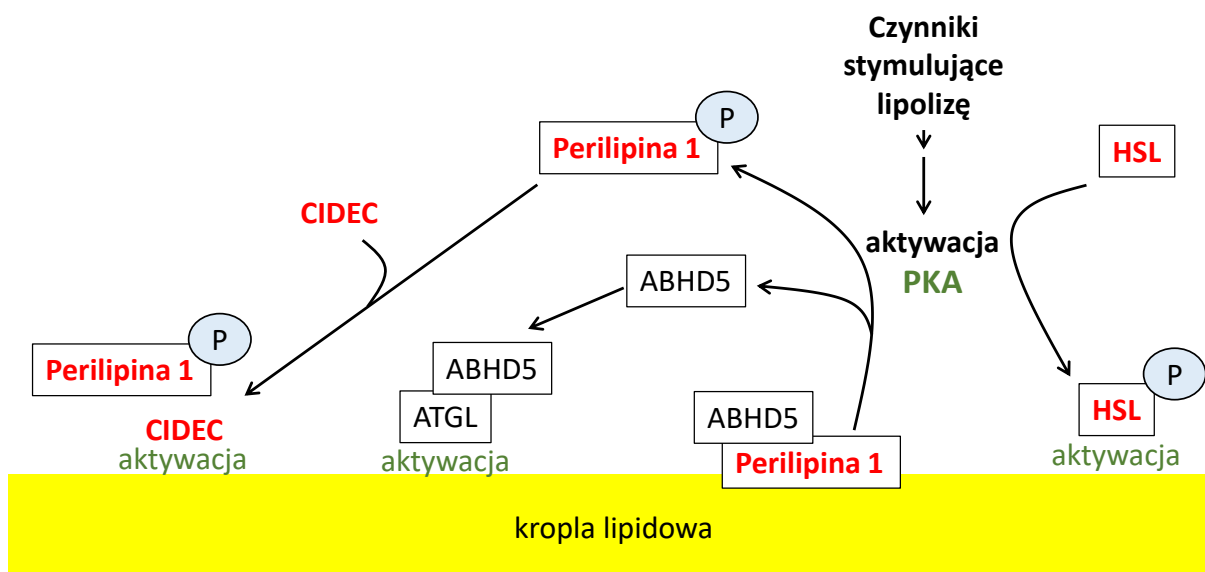 Czynniki
stymulujące
lipolizę
P
Perilipina 1
HSL
CIDEC
aktywacja
PKA
ABHD5
P
Perilipina 1
ABHD5
ATGL
ABHD5
Perilipina 1
P
HSL
CIDEC
aktywacja
aktywacja
aktywacja
kropla lipidowa